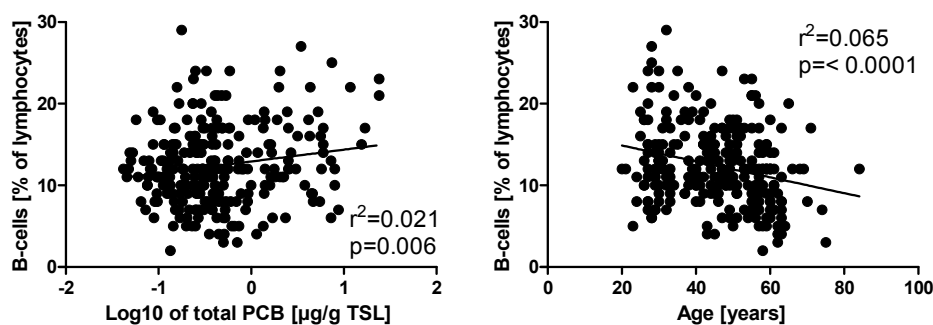 B-cells [% of lymphocytes]
30
20
10
0
r²=0.021
p=0.006
-2
-1
0
1
2
Log10 of total PCB [µg/g TSL]
B-cells [% of lymphocytes]
30
20
10
0
r²=0.065
p=< 0.0001
0
20
40
60
80
100
Age [years]